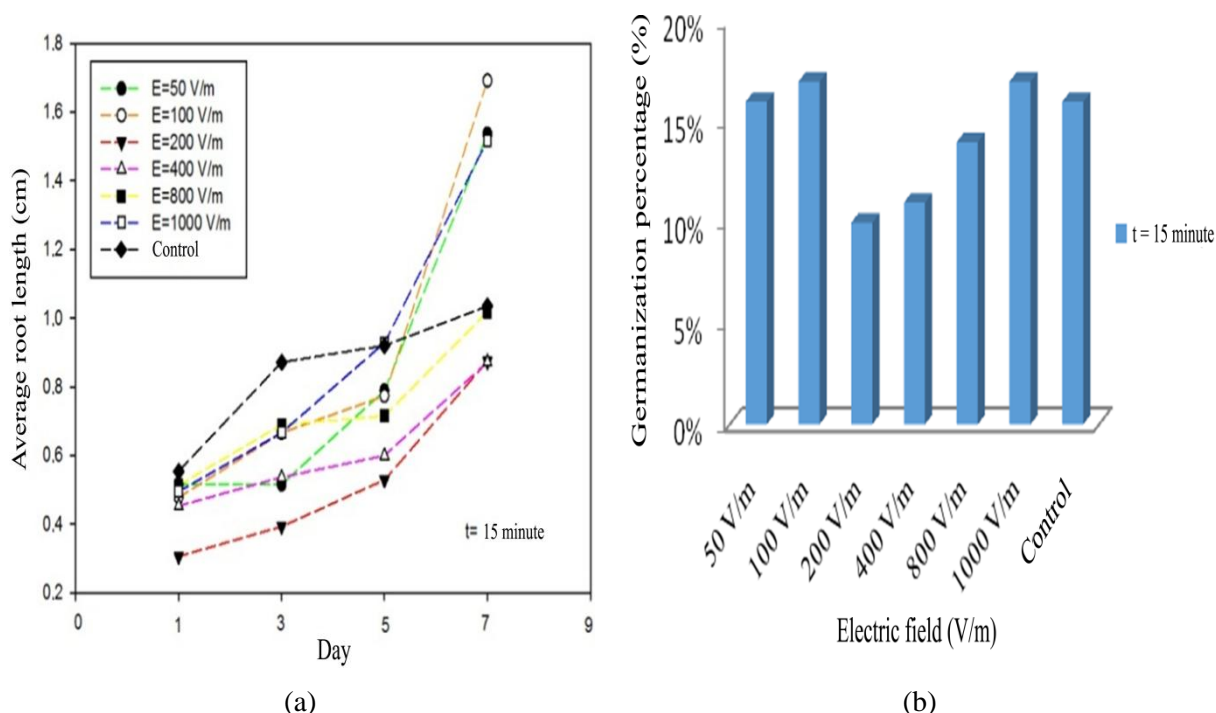 1.8
1.6
1.4
1.2
1,0
0.8
0.6
0.4
0.2
0
1
3
5
7
9
Average root length (cm)
Day
E=50 V/m
E=100 V/m
E=200 V/m
E=400 V/m
E=800 V/m
E=1000 V/m
Control
t= 15 minute
(a)
20%
15%
10%
5%
0%
Germanization percentage (%)
50 V/m
100 V/m
200 V/m
400 V/m
800 V/m
1000 V/m
Control
Electric field (V/m)
t = 15 minute
(b)